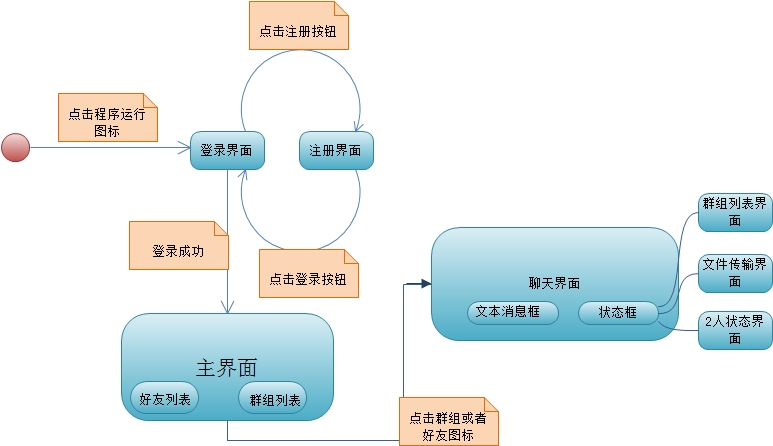 点击注册按钮
点击程序运行
图标
登录界面
注册界面
群组列表界
面
登录成功
点击登录按钮
文件传输界
面
聊天界面
文本消息框
状态框
2人状态界
面
主界面
好友列表
群组列表
点击群组或者
好友图标